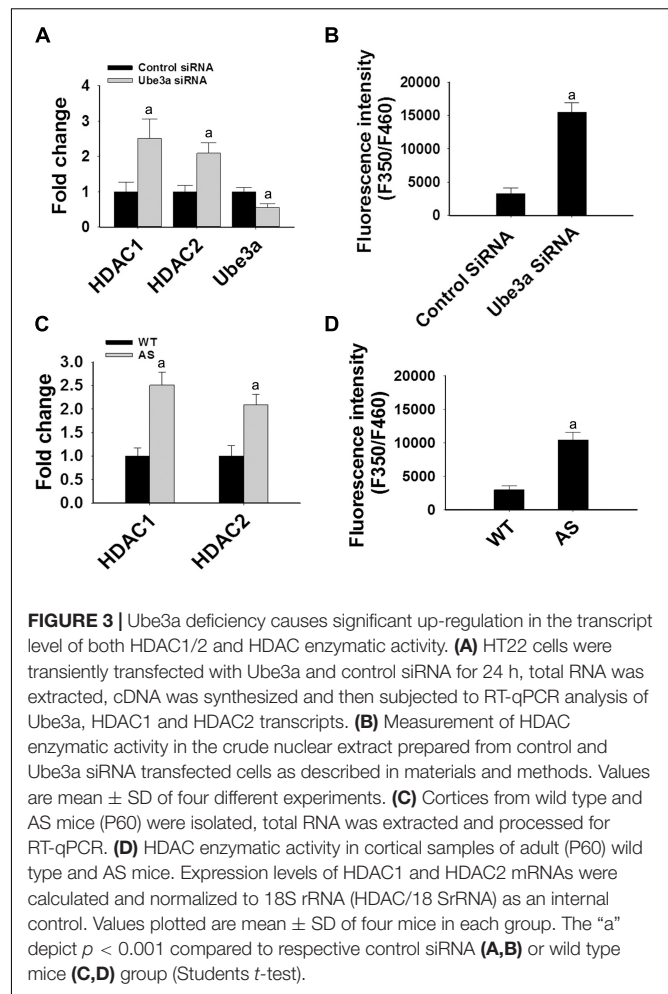 A
Control siRNA
Ube3a siRNA
Fold change
4
3
2
1
0
a
a
a
HDAC1
HDAC2
Ube3a
B
Fluorescence intensity
(F350/F460)
20000
15000
10000
5000
0
a
Control SiRNA
Ube3a SiRNA
C
WT
AS
Fold change
3.0
2.5
2.0
1.5
1.0
0.5
0.0
a
a
HDAC1
HDAC2
D
Fluorescence intensity
(F350/F460)
20000
15000
10000
5000
0
a
WT
AS
FIGURE 3 | Ube3a deficiency causes significant up-regulation in the transcript
level of both HDAC1/2 and HDAC enzymatic activity. (A) HT22 cells were
transiently transfected with Ube3a and control siRNA for 24 h, total RNA was
extracted, cDNA was synthesized and then subjected to RT-qPCR analysis of
Ube3a, HDAC1 and HDAC2 transcripts. (B) Measurement of HDAC
enzymatic activity in the crude nuclear extract prepared from control and
Ube3a siRNA transfected cells as described in materials and methods. Values
are mean ± SD of four different experiments. (C) Cortices from wild type and
AS mice (P60) were isolated, total RNA was extracted and processed for
RT-qPCR. (D) HDAC enzymatic activity in cortical samples of adult (P60) wild
type and AS mice. Expression levels of HDAC1 and HDAC2 mRNAs were
calculated and normalized to 18S rRNA (HDAC/18 SrRNA) as an internal
control. Values plotted are mean ± SD of four mice in each group. The “a”
depict p < 0.001 compared to respective control siRNA (A,B) or wild type
mice (C,D) group (Students t-test).